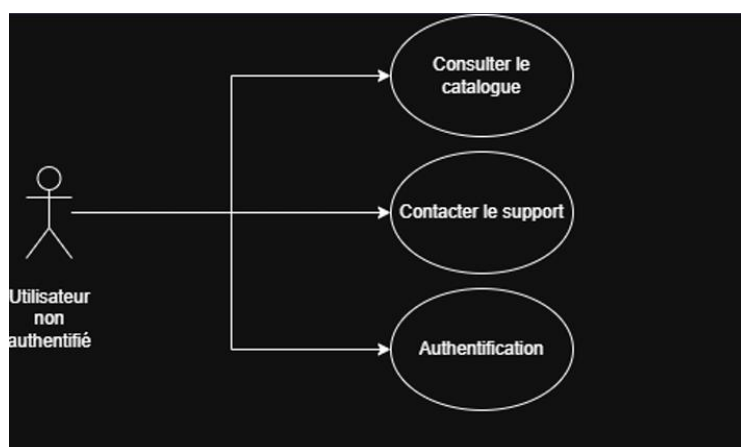 Consulter le
catalogue
Contacter le support
Utilisateur
non
authentifié
Authentification